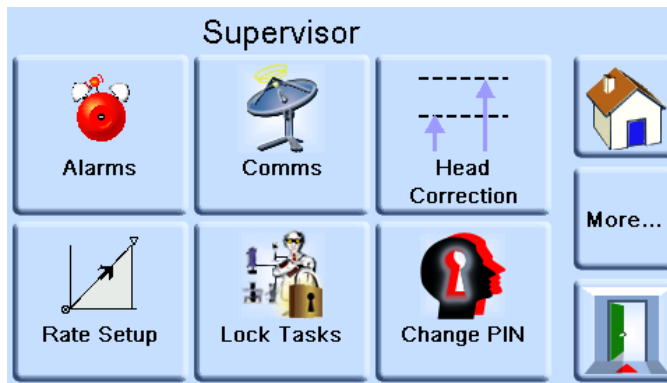 Supervisor
Alarms
Comms
Head
Correction
More...
Rate Setup
Lock Tasks
Change PIN